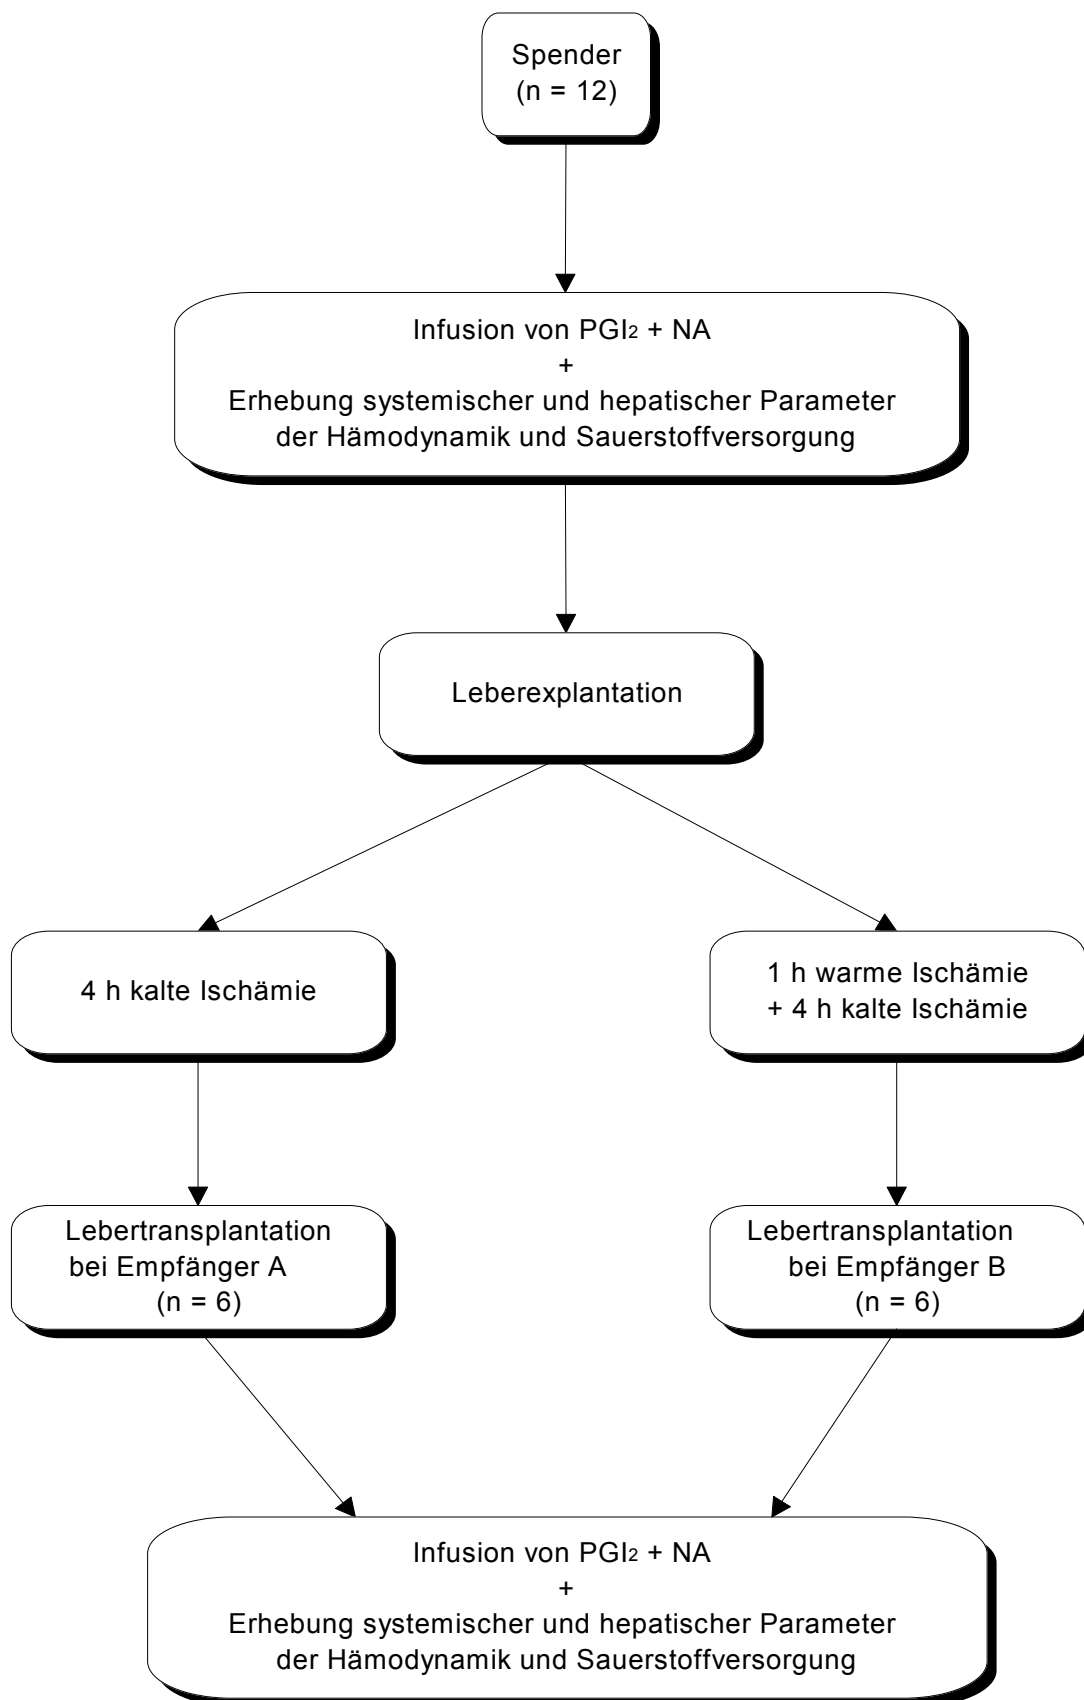 Spender
(n = 12)
Infusion von PGI₂ + NA
+
Erhebung systemischer und hepatischer Parameter
der Hämodynamik und Sauerstoffversorgung
Leberexplantation
4 h kalte Ischämie
1 h warme Ischämie
+ 4 h kalte Ischämie
Lebertransplantation
bei Empfänger A
(n = 6)
Lebertransplantation
bei Empfänger B
(n = 6)
Infusion von PGI₂ + NA
+
Erhebung systemischer und hepatischer Parameter
der Hämodynamik und Sauerstoffversorgung